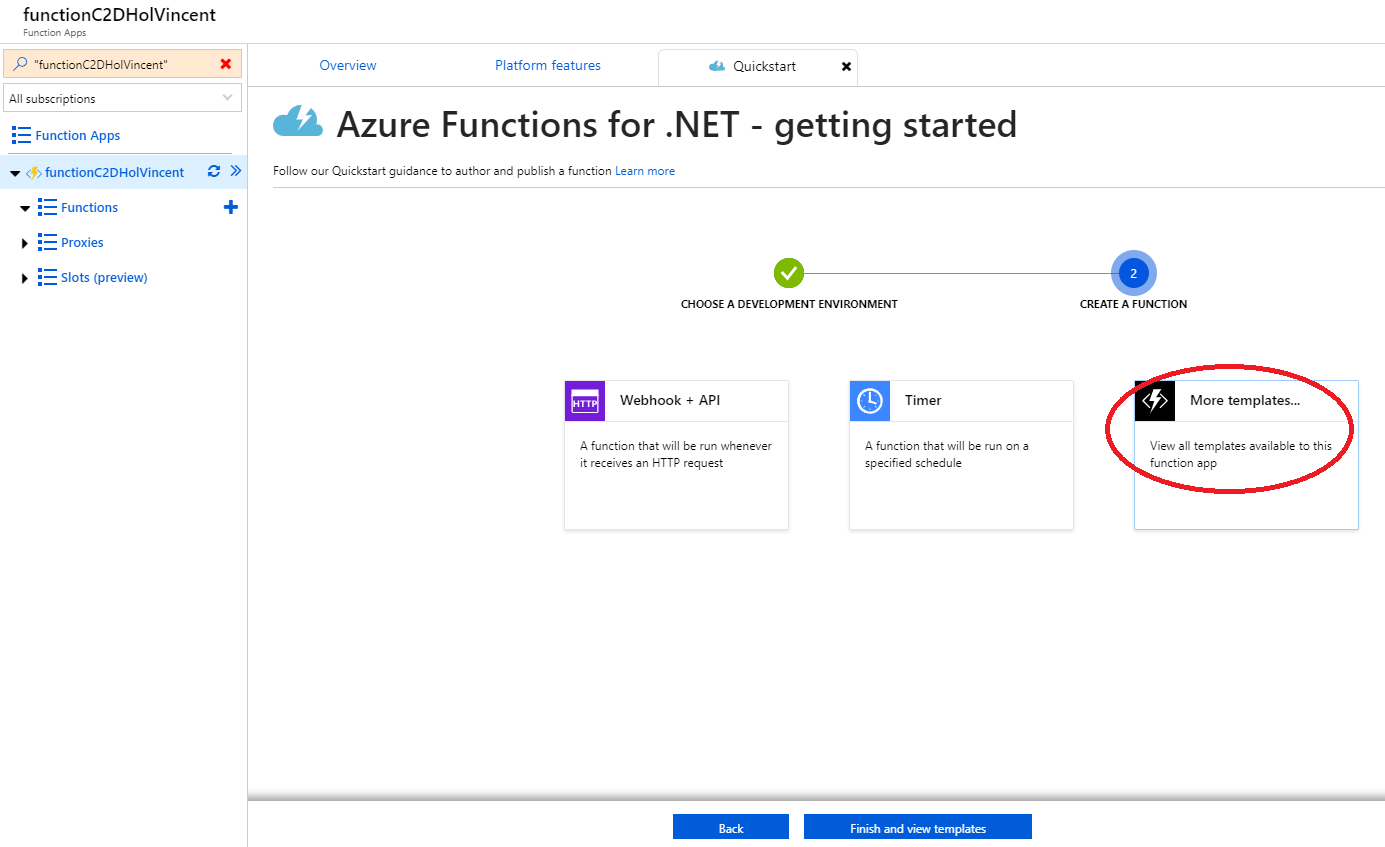 functionC2DHolVincent
Function Apps
"functionC2DHolVincent"
All subscriptions
Function Apps
functionC2DHolVincent
Functions
Proxies
Slots (preview)
Overview
Platform features
Quickstart
Azure Functions for .NET - getting started
Follow our Quickstart guidance to author and publish a function Learn more
2
CHOOSE A DEVELOPMENT ENVIRONMENT
CREATE A FUNCTION
HTTP
Webhook + API
A function that will be run whenever
it receives an HTTP request
Timer
A function that will be run on a
specified schedule
More templates...
View all templates available to this
function app
Back
Finish and view templates